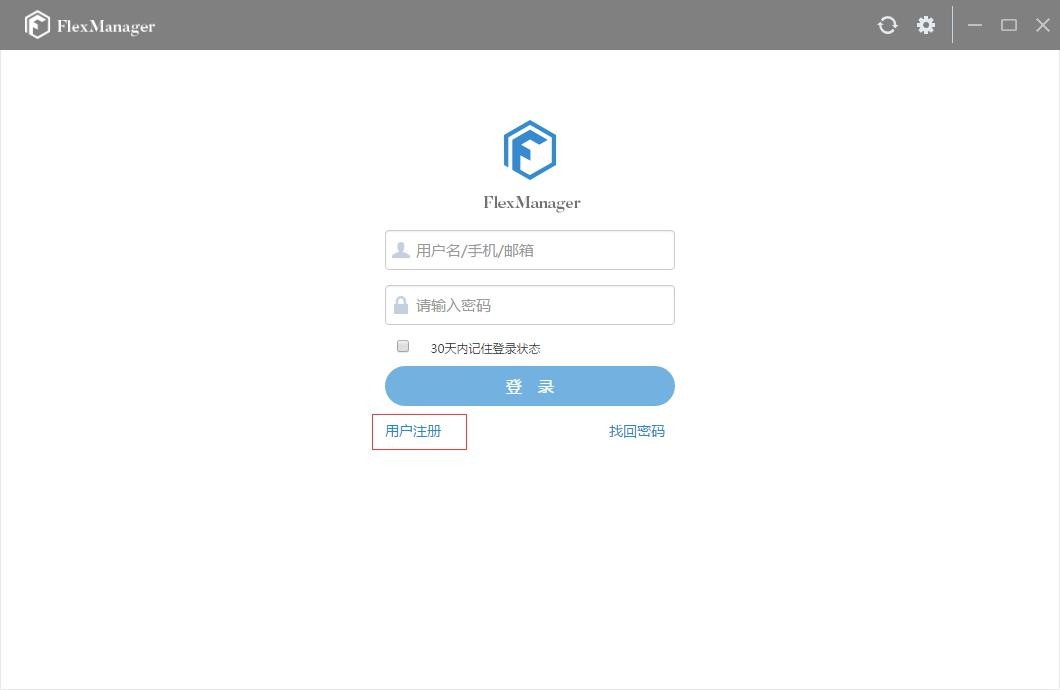 FlexManager
FlexManager
用户名/手机/邮箱
请输入密码
30天内记住登录状态
登 录
用户注册 找回密码